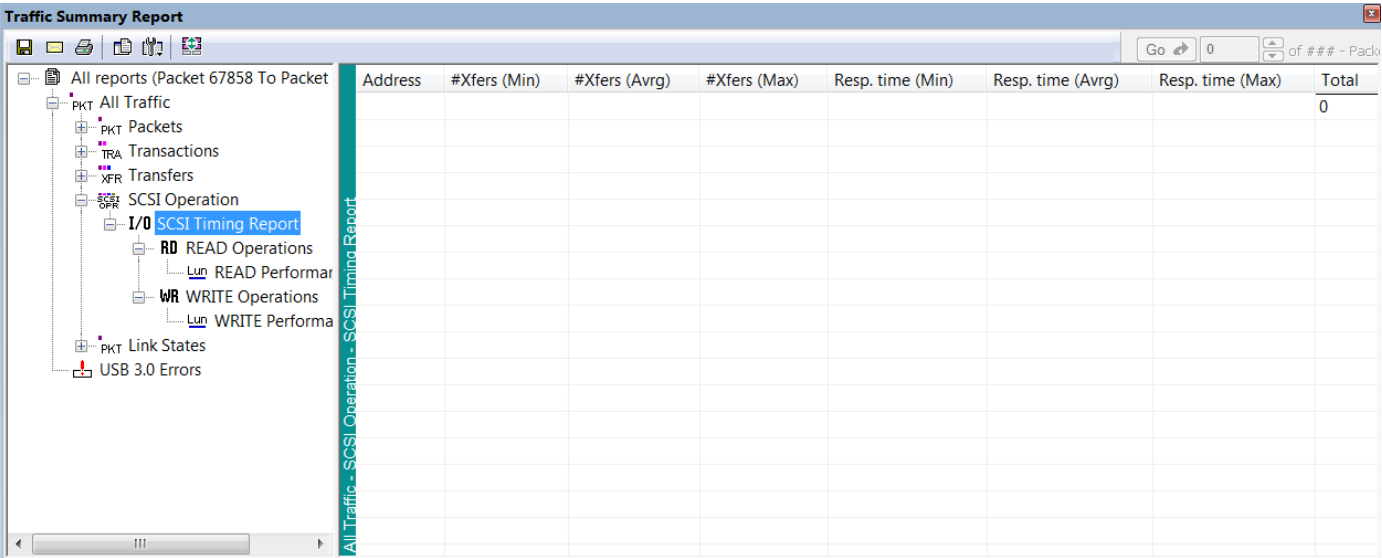 Traffic Summary Report
Go 0 of ### - Pack
All reports (Packet 67858 To Packet
PKT All Traffic
PKT Packets
TRA Transactions
XFR Transfers
SCSI OPR SCSI Operation
I/O SCSI Timing Report
RD READ Operations
Lun READ Performan
WR WRITE Operations
Lun WRITE Performa
PKT Link States
USB 3.0 Errors
All Traffic - SCSI Operation - SCSI Timing Report
Address #Xfers (Min) #Xfers (Avrg) #Xfers (Max) Resp. time (Min) Resp. time (Avrg) Resp. time (Max) Total
0